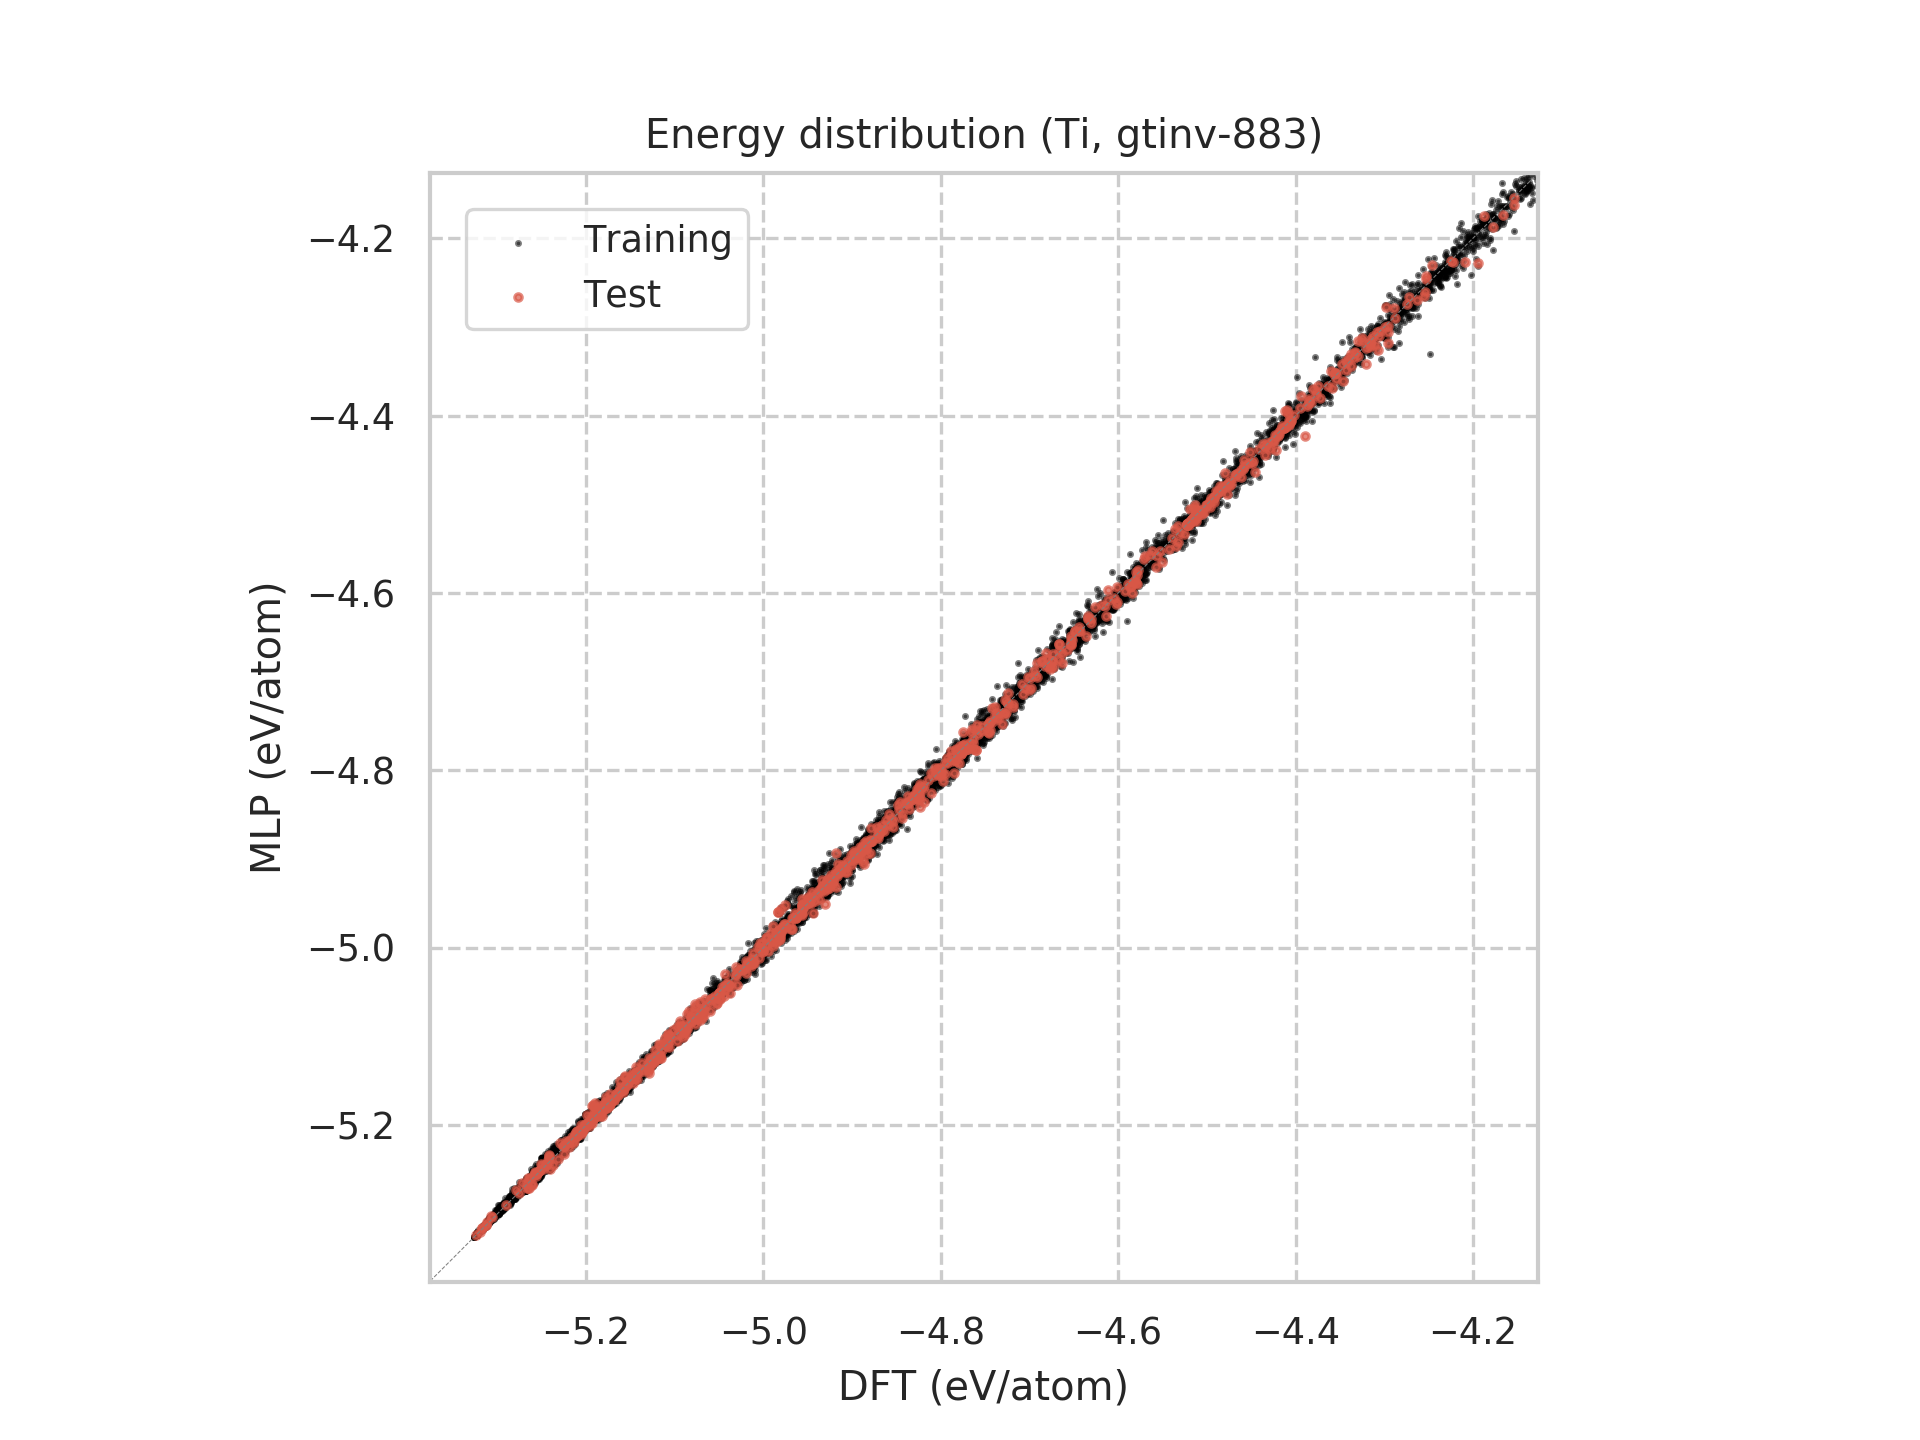 Energy distribution (Ti, gtinv-883)
Training
Test
MLP (eV/atom)
−4.2
−4.4
−4.6
−4.8
−5.0
−5.2
−5.2 −5.0 −4.8 −4.6 −4.4 −4.2
DFT (eV/atom)